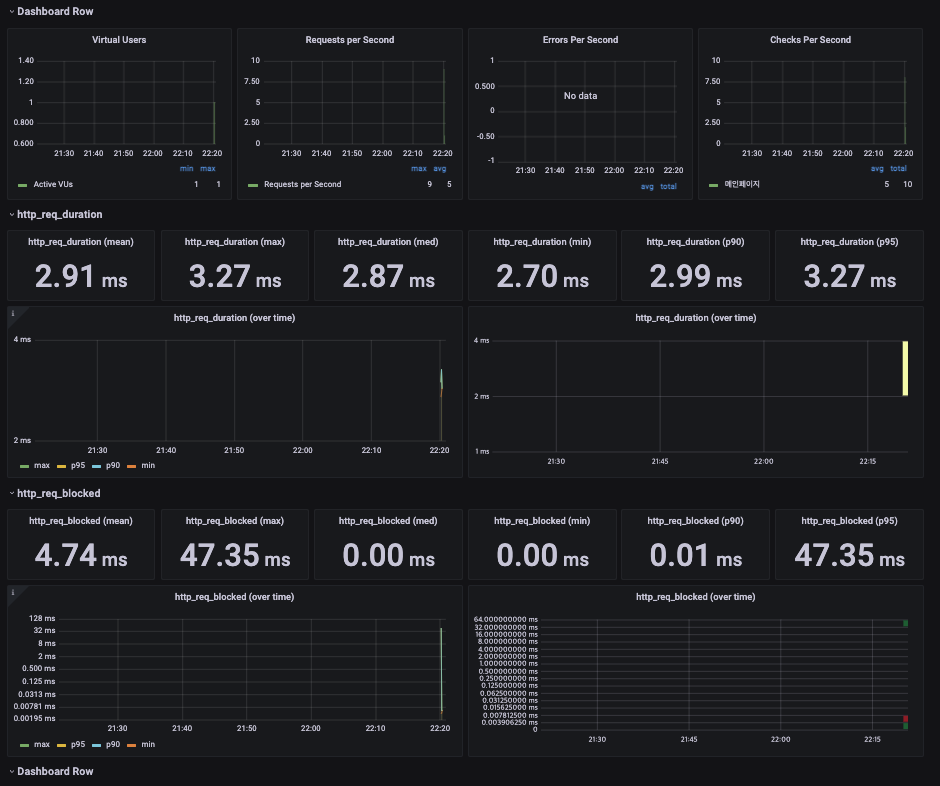 Dashboard Row
Virtual Users
1.40
1.20
1
0.800
0.600
21:30 21:40 21:50 22:00 22:10 22:20
min max
Active VUs 1 1
Requests per Second
10
7.50
5
2.50
0
21:30 21:40 21:50 22:00 22:10 22:20
max avg
Requests per Second 9 5
Errors Per Second
1
0.500
0
-0.50
-1
No data
21:30 21:40 21:50 22:00 22:10 22:20
avg total
Checks Per Second
10
7.50
5
2.50
0
21:30 21:40 21:50 22:00 22:10 22:20
avg total
메인페이지 5 10
http_req_duration
http_req_duration (mean)
2.91 ms
http_req_duration (max)
3.27 ms
http_req_duration (med)
2.87 ms
http_req_duration (min)
2.70 ms
http_req_duration (p90)
2.99 ms
http_req_duration (p95)
3.27 ms
i
http_req_duration (over time)
4 ms
2 ms
21:30 21:40 21:50 22:00 22:10 22:20
max p95 p90 min
http_req_duration (over time)
4 ms
2 ms
1 ms
21:30 21:45 22:00 22:15
http_req_blocked
http_req_blocked (mean)
4.74 ms
http_req_blocked (max)
47.35 ms
http_req_blocked (med)
0.00 ms
http_req_blocked (min)
0.00 ms
http_req_blocked (p90)
0.01 ms
http_req_blocked (p95)
47.35 ms
i
http_req_blocked (over time)
128 ms
32 ms
8 ms
2 ms
0.500 ms
0.125 ms
0.0313 ms
0.00781 ms
0.00195 ms
21:30 21:40 21:50 22:00 22:10 22:20
max p95 p90 min
http_req_blocked (over time)
64.000000000 ms
32.000000000 ms
16.000000000 ms
8.000000000 ms
4.000000000 ms
2.000000000 ms
1.000000000 ms
0.500000000 ms
0.250000000 ms
0.125000000 ms
0.062500000 ms
0.031250000 ms
0.015625000 ms
0.007812500 ms
0.003906250 ms
0
21:30 21:45 22:00 22:15
Dashboard Row